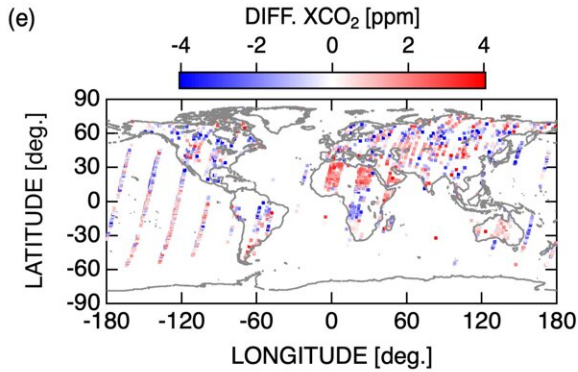 (e)
DIFF. XCO₂ [ppm]
-4 -2 0 2 4
90
60
30
0
-30
-60
-90
LATITUDE [deg.]
-180 -120 -60 0 60 120 180
LONGITUDE [deg.]